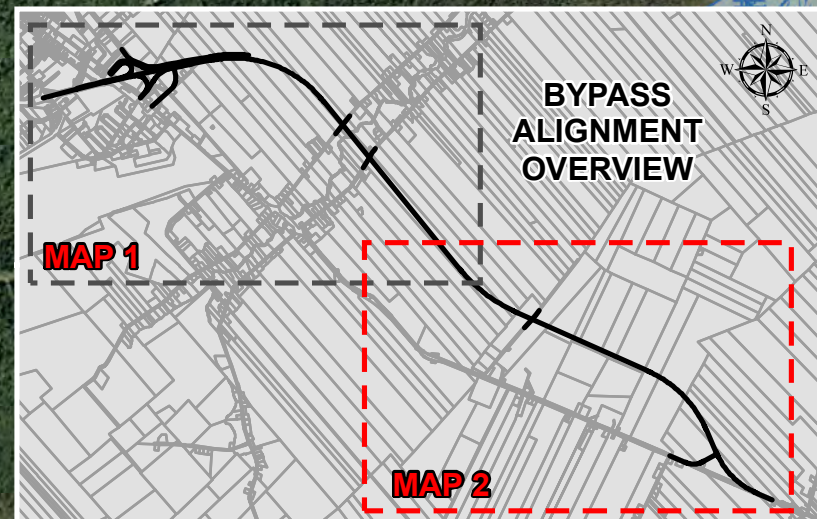 N
W E
S
BYPASS
ALIGNMENT
OVERVIEW
MAP 1
MAP 2